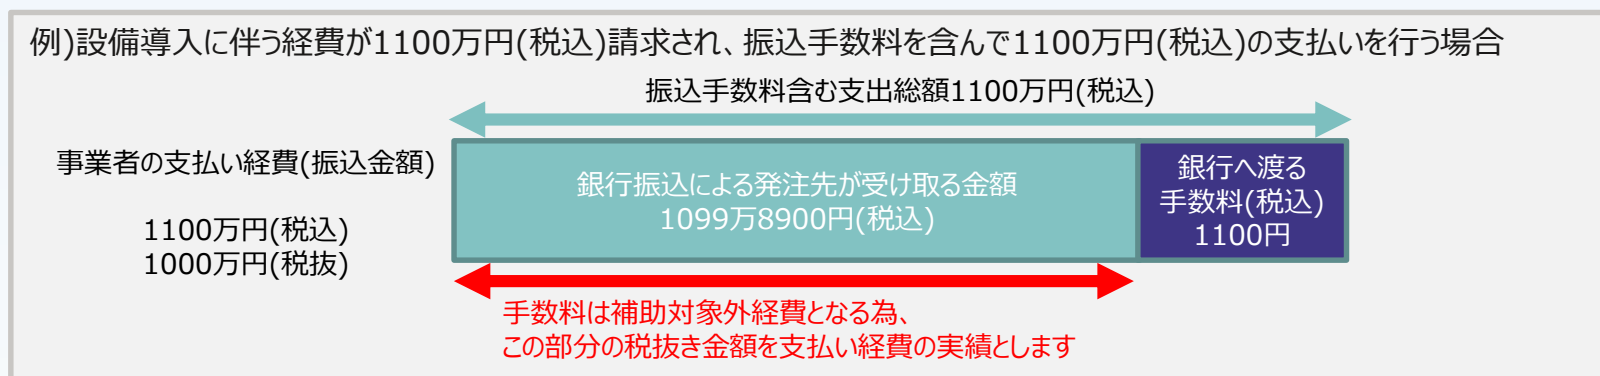 例)設備導入に伴う経費が1100万円(税込)請求され、振込手数料を含んで1100万円(税込)の支払いを行う場合
振込手数料含む支出総額1100万円(税込)
事業者の支払い経費(振込金額)
1100万円(税込)
1000万円(税抜)
銀行振込による発注先が受け取る金額
1099万8900円(税込)
銀行へ渡る
手数料(税込)
1100円
手数料は補助対象外経費となる為、
この部分の税抜き金額を支払い経費の実績とします